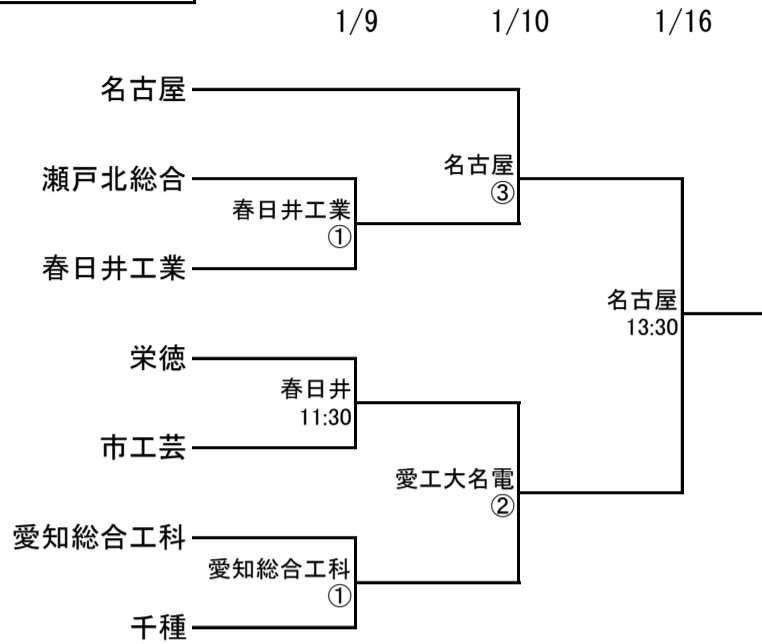 1/9 1/10 1/16
名古屋
名古屋
③
瀬戸北総合
春日井工業
①
春日井工業
名古屋
13:30
栄徳
春日井
11:30
市工芸
愛工大名電
②
愛知総合工科
愛知総合工科
①
千種